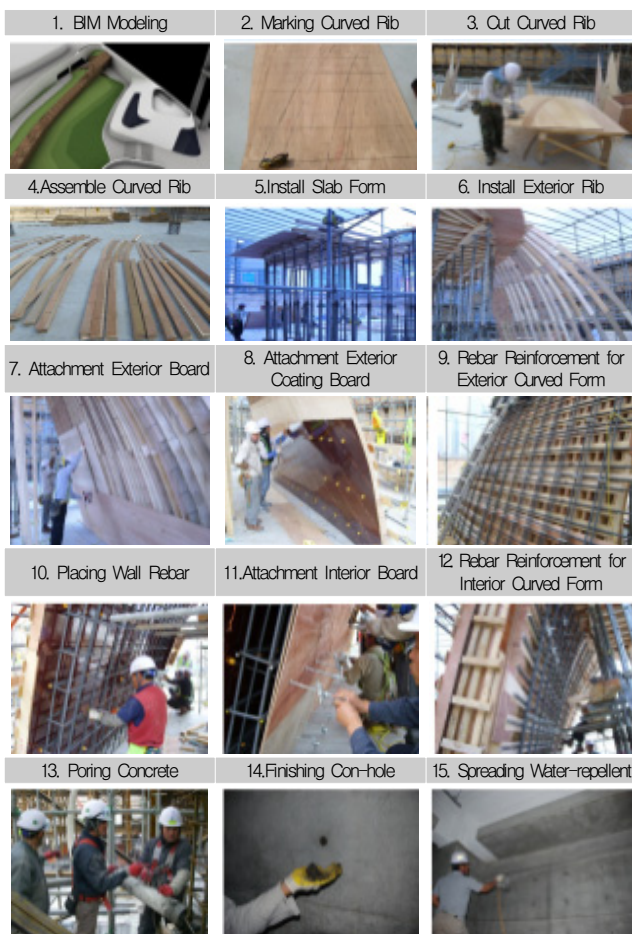 1. BIM Modeling
2. Marking Curved Rib
3. Cut Curved Rib
4.Assemble Curved Rib
5.Install Slab Form
6. Install Exterior Rib
7. Attachment Exterior Board
8. Attachment Exterior
Coating Board
9. Rebar Reinforcement for
Exterior Curved Form
10. Placing Wall Rebar
11.Attachment Interior Board
12. Rebar Reinforcement for
Interior Curved Form
13. Poring Concrete
14.Finishing Con-hole
15. Spreading Water-repellent